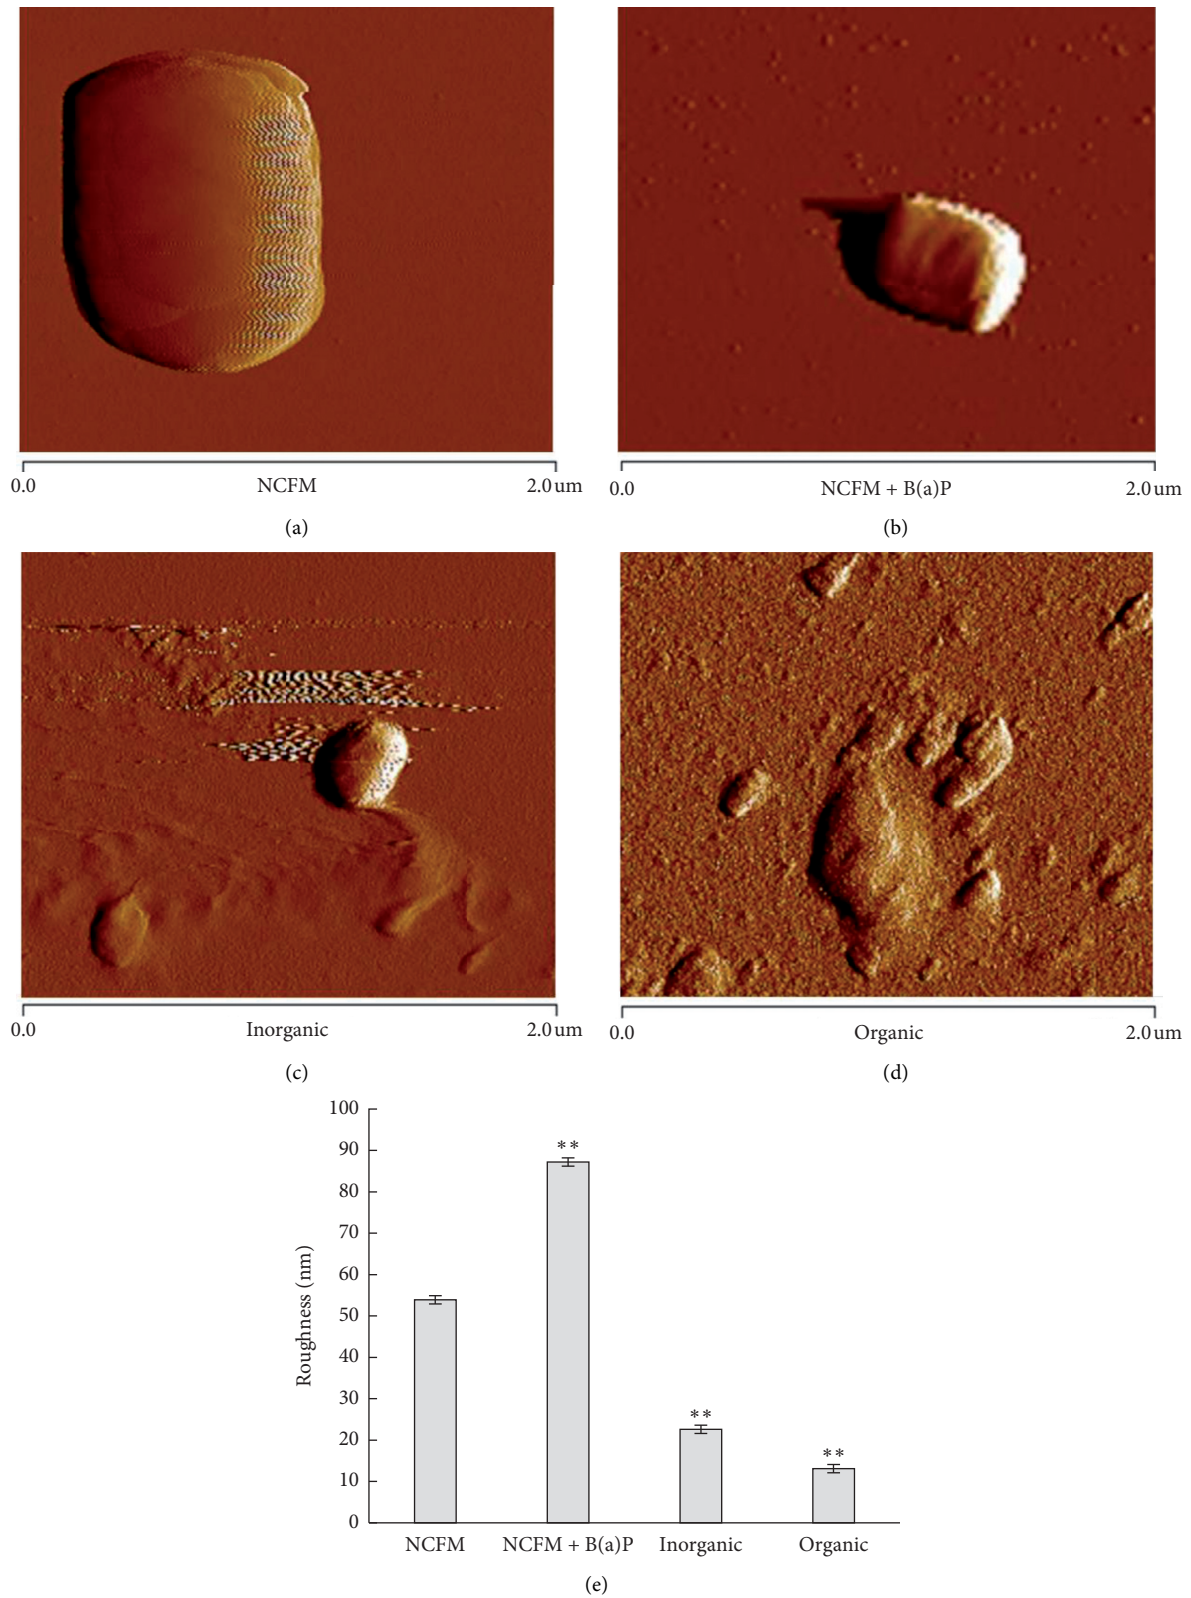 0.0 NCFM 2.0 um
(a)
0.0 NCFM + B(a)P 2.0 um
(b)
0.0 Inorganic 2.0 um
(c)
0.0 Organic 2.0 um
(d)
100
90
80
70
60
50
40
30
20
10
0
Roughness (nm)
**
**
**
NCFM NCFM + B(a)P Inorganic Organic
(e)